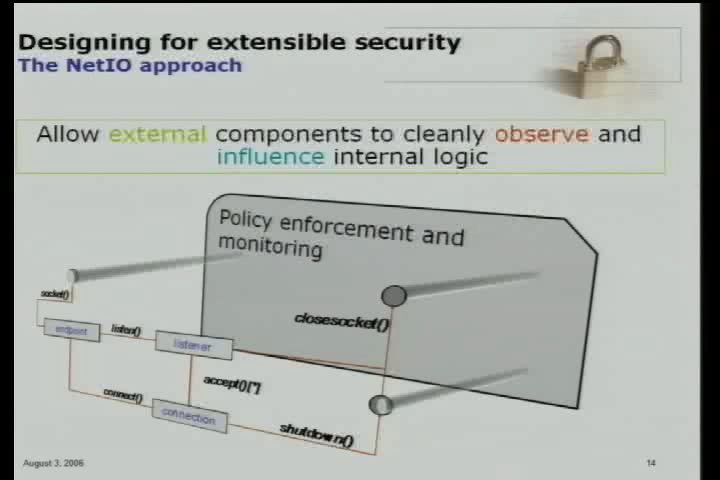 Designing for extensible security
The NetIO approach
Allow external components to cleanly observe and
influence internal logic
Policy enforcement and
monitoring
socket()
closesocket()
endpoint
listen()
listener
accept()[*]
connect()
connection
shutdown()
August 3, 2006
14